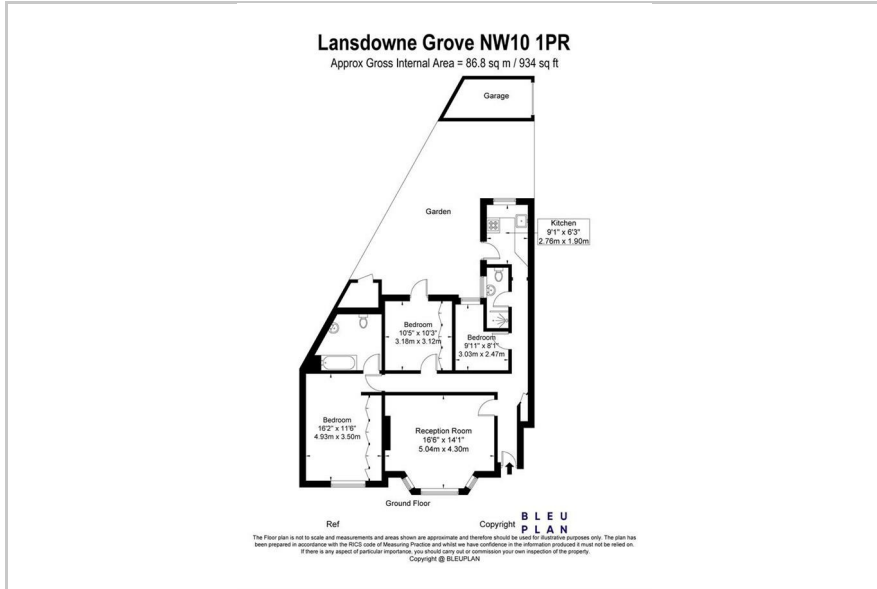 Lansdowne Grove NW10 1PR
Approx Gross Internal Area = 86.8 sq m / 934 sq ft
Garage
Garden
Kitchen
9'1" x 6'3"
2.76m x 1.90m
Bedroom
10'5" x 10'3"
3.18m x 3.12m
Bedroom
9'11" x 8'1"
3.03m x 2.47m
Bedroom
16'2" x 11'6"
4.93m x 3.50m
Reception Room
16'6" x 14'1"
5.04m x 4.30m
Ground Floor
Ref
Copyright
BLEU
PLAN
The Floor plan is not to scale and measurements and areas shown are approximate and therefore should be used for illustrative purposes only. The plan has
been prepared in accordance with the RICS code of Measuring Practice and whilst we have confidence in the information produced it must not be relied on.
If there is any aspect of particular importance, you should carry out or commission your own inspection of the property.
Copyright @ BLEUPLAN